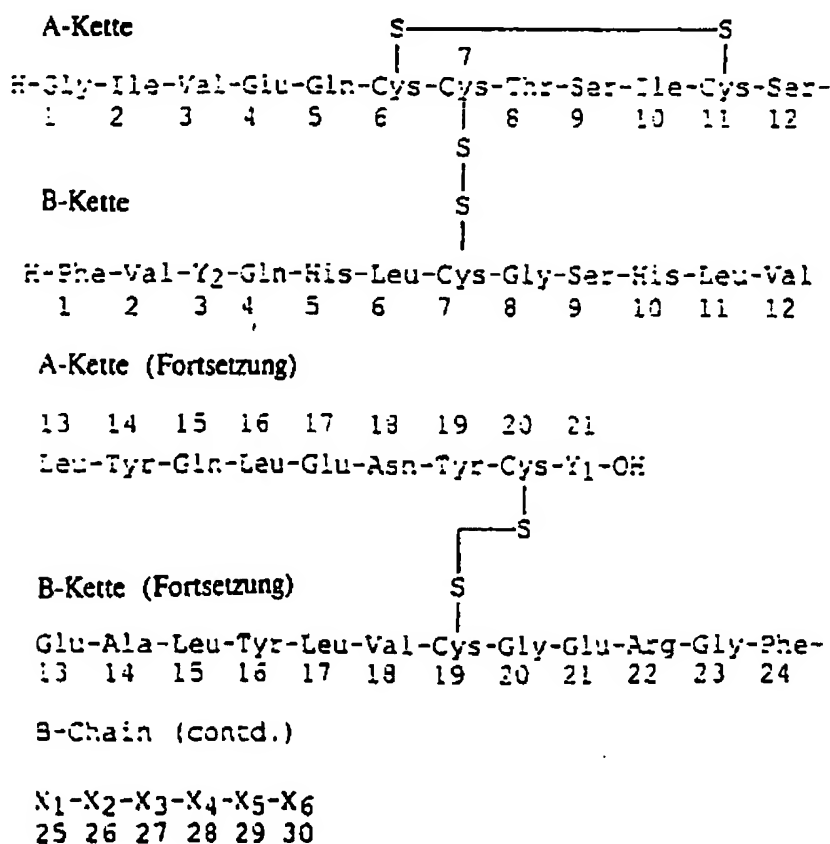 A-Kette
S S
7
H-Gly-Ile-Val-Glu-Gln-Cys-Cys-Thr-Ser-Ile-Cys-Ser-
1 2 3 4 5 6 8 9 10 11 12
S
B-Kette
S
H-Phe-Val-Y2-Gln-His-Leu-Cys-Gly-Ser-His-Leu-Val
1 2 3 4 5 6 7 8 9 10 11 12
A-Kette (Fortsetzung)
13 14 15 16 17 18 19 20 21
Leu-Tyr-Gln-Leu-Glu-Asn-Tyr-Cys-Y1-OH
S
S
B-Kette (Fortsetzung)
Glu-Ala-Leu-Tyr-Leu-Val-Cys-Gly-Glu-Arg-Gly-Phe-
13 14 15 16 17 18 19 20 21 22 23 24
B-Chain (contd.)
X1-X2-X3-X4-X5-X6
25 26 27 28 29 30